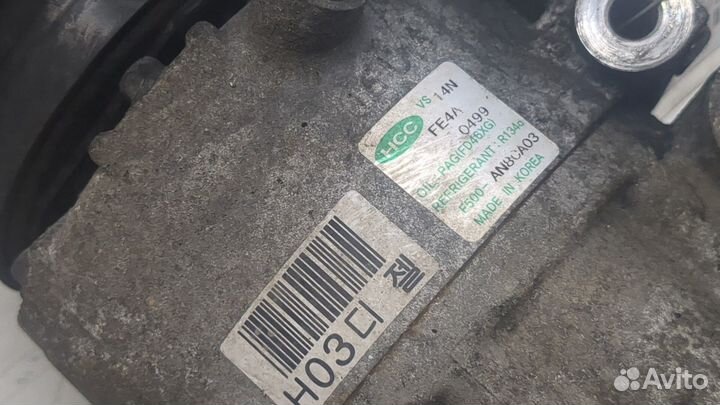 HCC
VS 14N
FE4A 0499
OIL : PAG(FD46XG)
REFRIGERANT : R134a
F500- AN8CA03
MADE IN KOREA
H03디젤
Avito